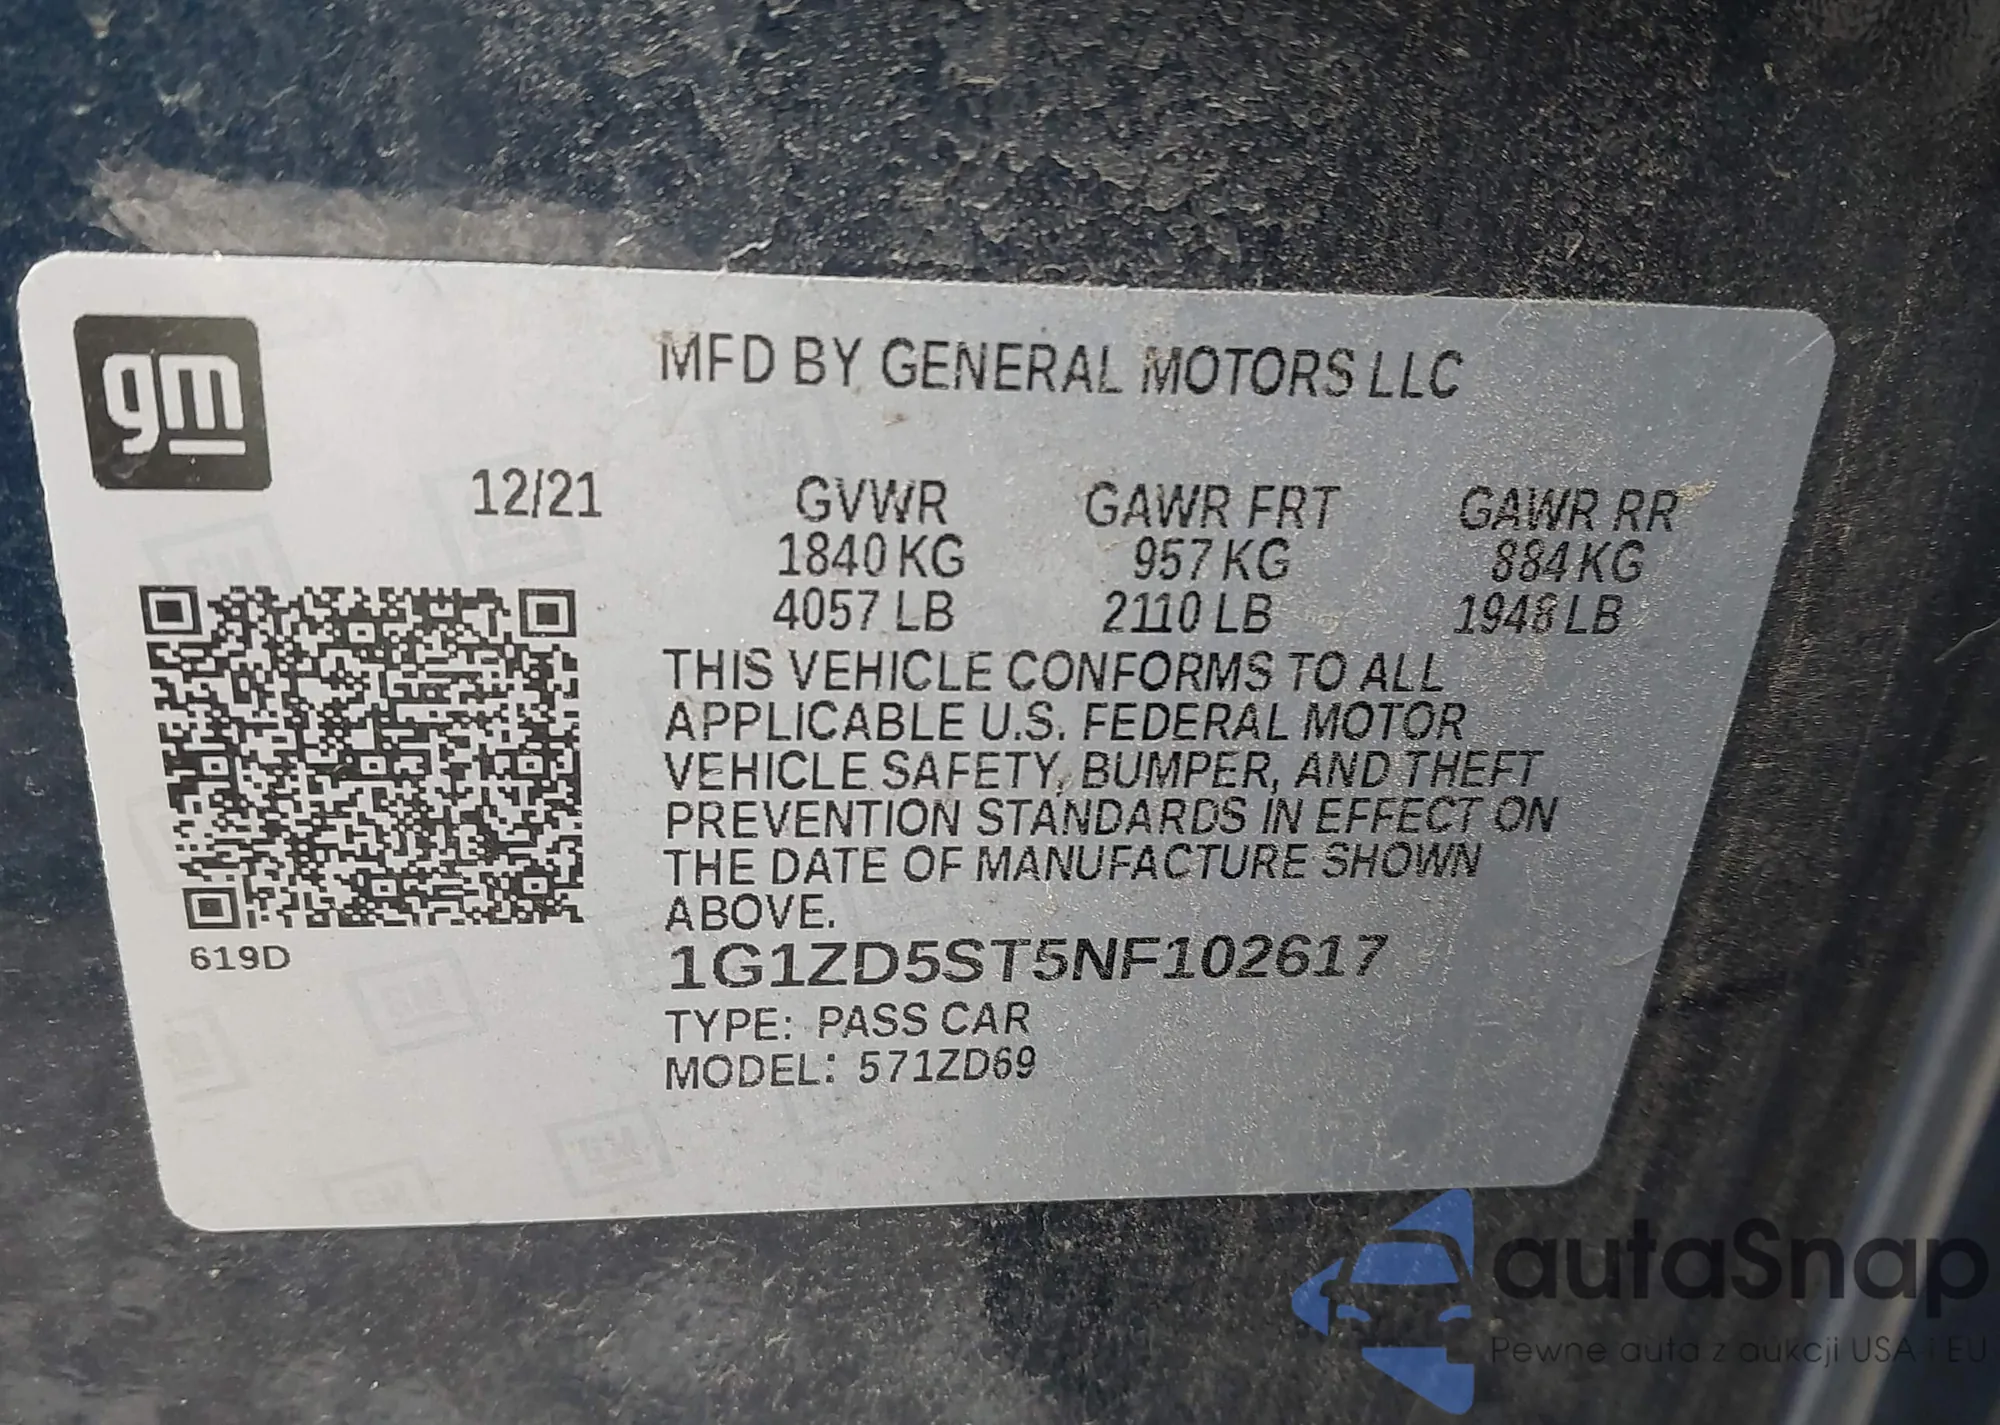 gm
MFD BY GENERAL MOTORS LLC
12/21 GVWR GAWR FRT GAWR RR
1840 KG 957 KG 884 KG
4057 LB 2110 LB 1948 LB
THIS VEHICLE CONFORMS TO ALL
APPLICABLE U.S. FEDERAL MOTOR
VEHICLE SAFETY, BUMPER, AND THEFT
PREVENTION STANDARDS IN EFFECT ON
THE DATE OF MANUFACTURE SHOWN
ABOVE.
619D
1G1ZD5ST5NF102617
TYPE: PASS CAR
MODEL: 571ZD69
autaSnap
Pewne auta z aukcji USA i EU